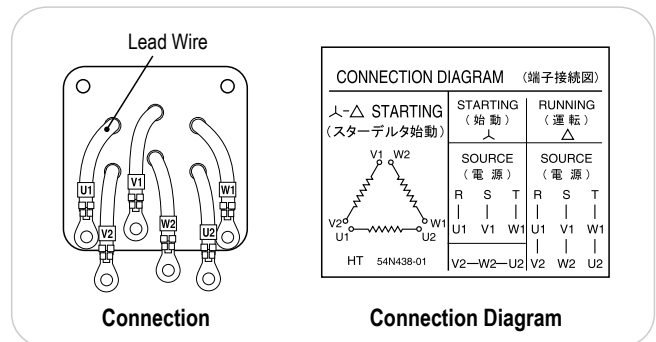 Lead Wire
U1
V1
W1
V2
W2
U2
Connection
CONNECTION DIAGRAM (端子接続図)
人-△ STARTING
(スターデルタ始動)
V1 W2
V2
U1
W1
U2
HT 54N438-01
STARTING
(始動)
人
RUNNING
(運転)
△
SOURCE
(電源)
R S T
U1 V1 W1
V2—W2—U2
SOURCE
(電源)
R S T
U1 V1 W1
V2 W2 U2
Connection Diagram